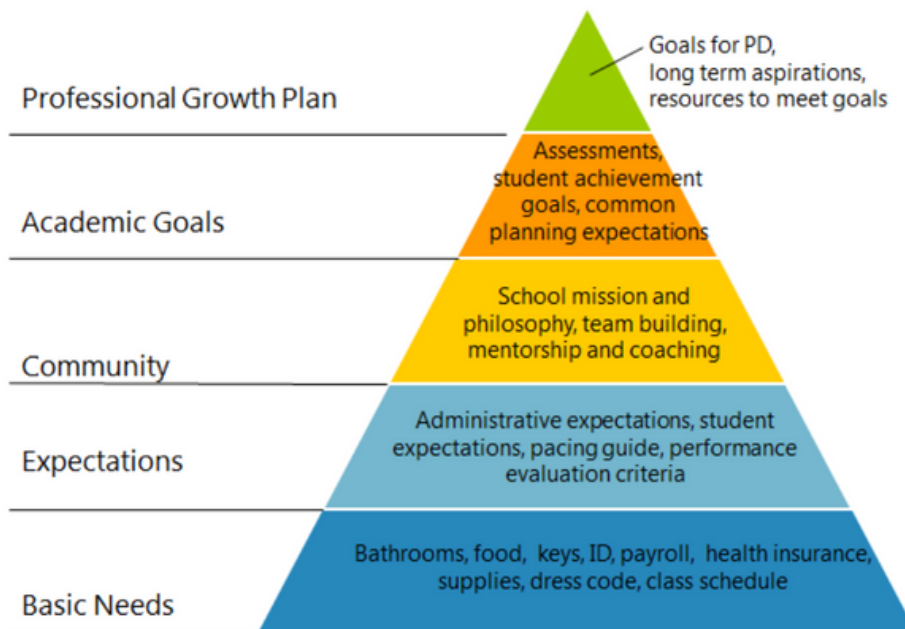 Goals for PD,
long term aspirations,
resources to meet goals
Professional Growth Plan
Assessments,
student achievement
goals, common
planning expectations
Academic Goals
School mission and
philosophy, team building,
mentorship and coaching
Community
Administrative expectations, student
expectations, pacing guide, performance
evaluation criteria
Expectations
Bathrooms, food, keys, ID, payroll, health insurance,
supplies, dress code, class schedule
Basic Needs